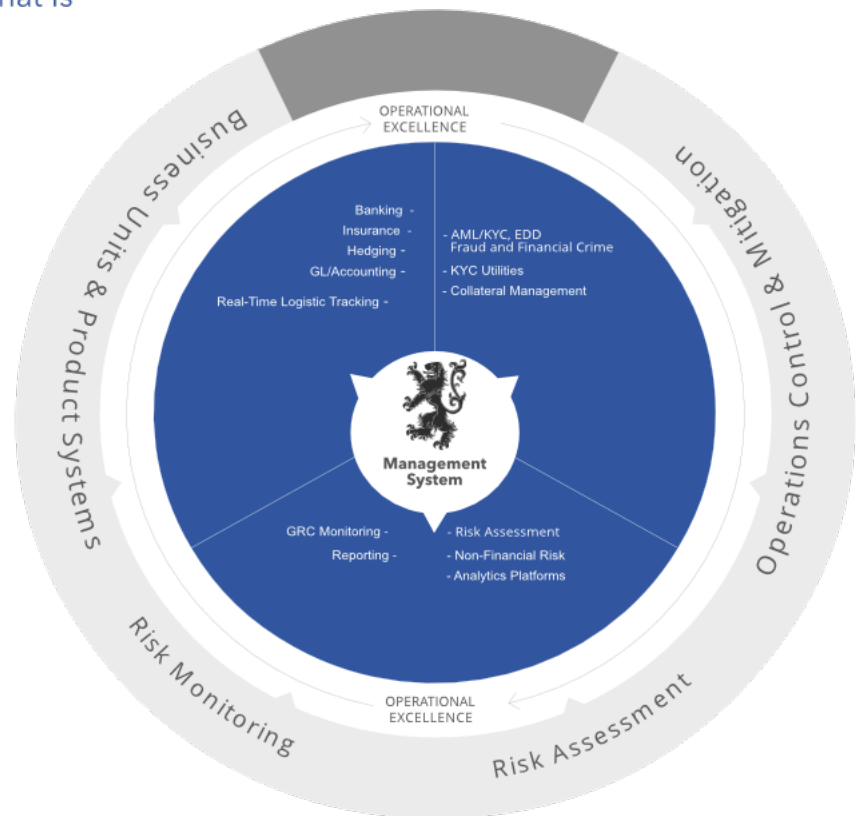 OPERATIONAL
EXCELLENCE
Business Units & Product Systems
Operations Control & Mitigation
Banking -
Insurance -
Hedging -
GL/Accounting -
Real-Time Logistic Tracking -
- AML/KYC, EDD
Fraud and Financial Crime
- KYC Utilities
- Collateral Management
Management
System
GRC Monitoring -
Reporting -
- Risk Assessment
- Non-Financial Risk
- Analytics Platforms
Risk Monitoring
Risk Assessment
OPERATIONAL
EXCELLENCE